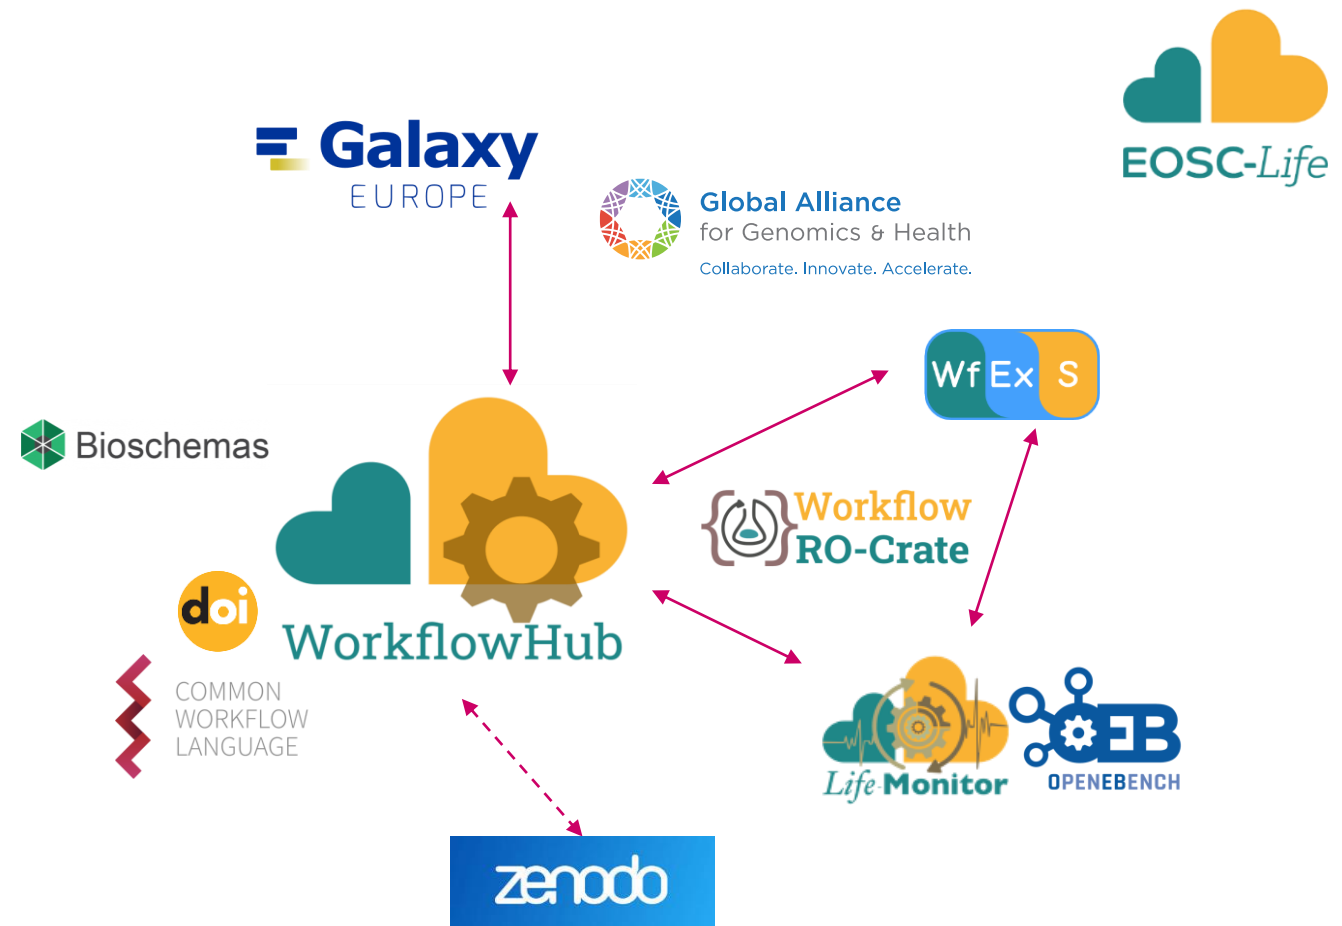 EOSC-Life
Galaxy
EUROPE
Global Alliance
for Genomics & Health
Collaborate. Innovate. Accelerate.
Wf Ex S
Bioschemas
Workflow
RO-Crate
doi
WorkflowHub
COMMON
WORKFLOW
LANGUAGE
Life-Monitor
OEB
OPENEBENCH
zenodo